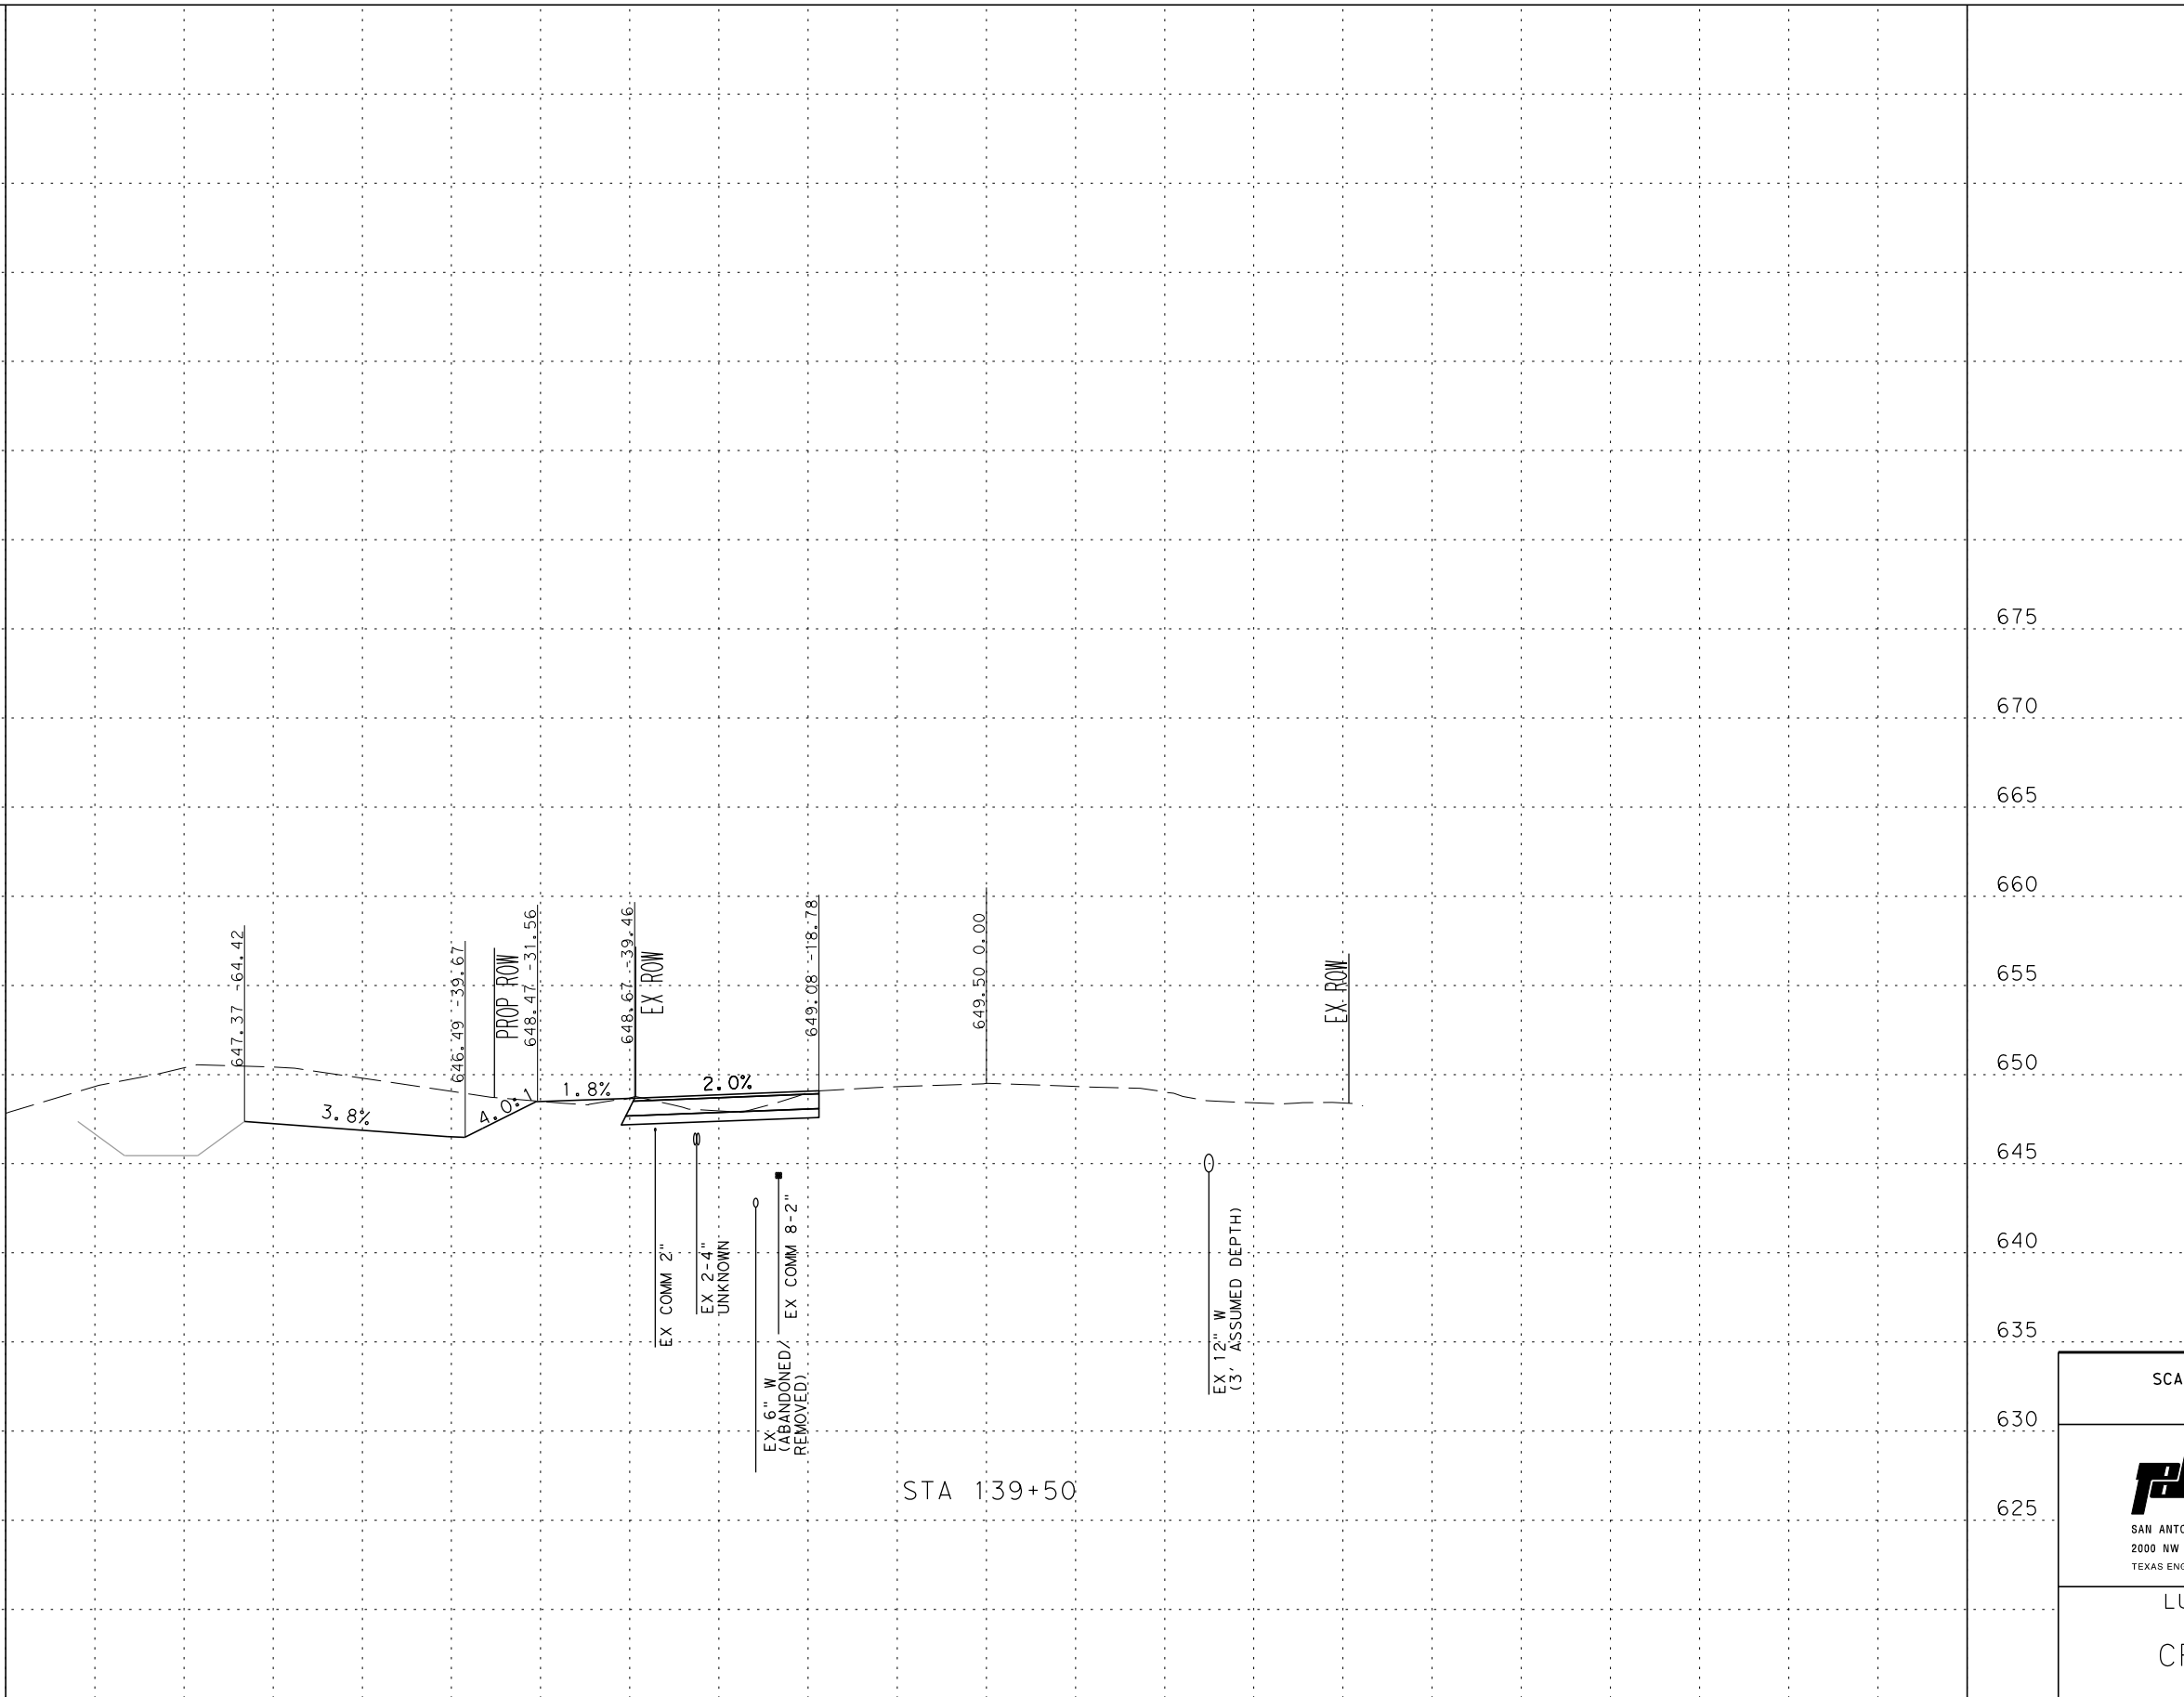 675
670
665
660
655
650
645
640
635
630
625
647.37 -64.42
646.49 -39.67
PROP ROW
648.47 -31.56
648.67 -39.46
EX ROW
649.08 -18.78
649.50 0.00
EX ROW
3.8%
4.0:1
1.8%
2.0%
EX COMM 2"
EX 2-4"
UNKNOWN
EX 6" W
(ABANDONED/
REMOVED)
EX COMM 8-2"
EX 12" W
(3' ASSUMED DEPTH)
STA 139+50
SCA
SAN ANTO
2000 NW
TEXAS ENG
LU